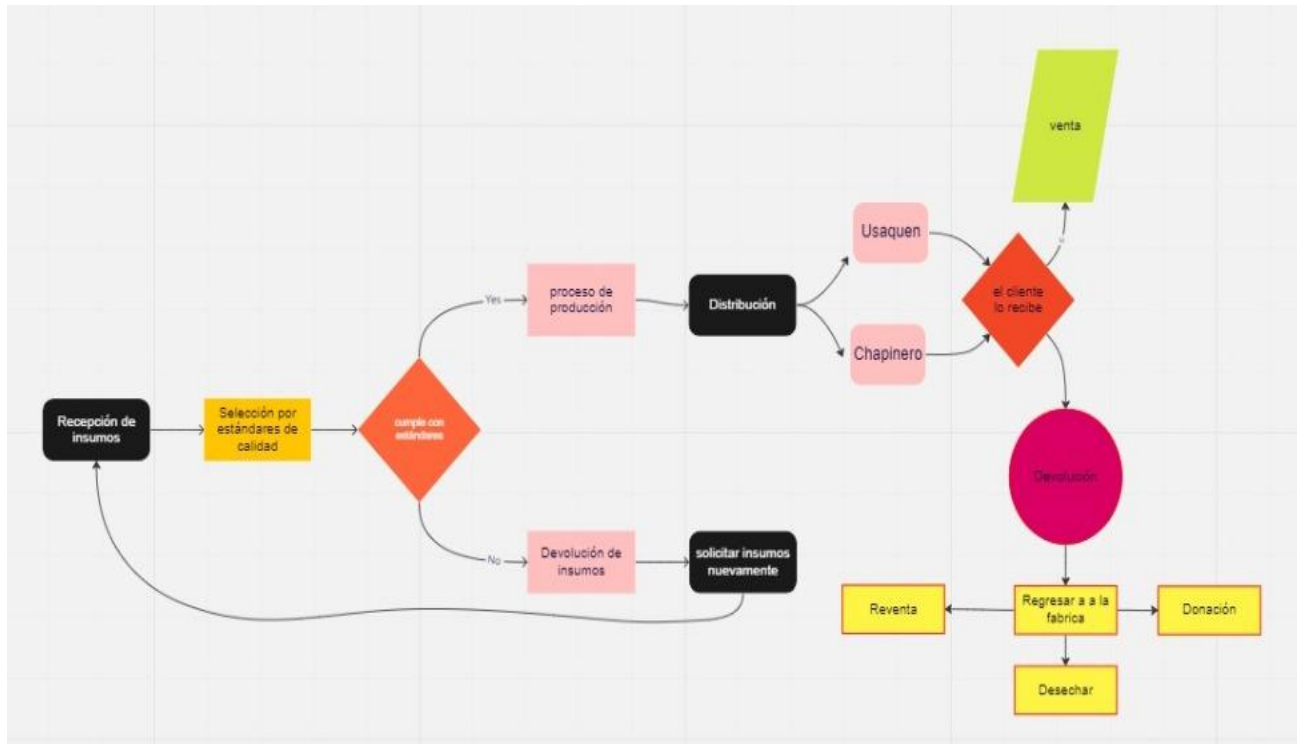 venta
Usaquen
el cliente
lo recibe
Chapinero
proceso de
producción
Distribución
Yes
Recepción de
insumos
Selección por
estándares de
calidad
cumple con
estándares
No
Devolución de
insumos
solicitar insumos
nuevamente
Devolución
Regresar a a la
fabrica
Reventa
Donación
Desechar